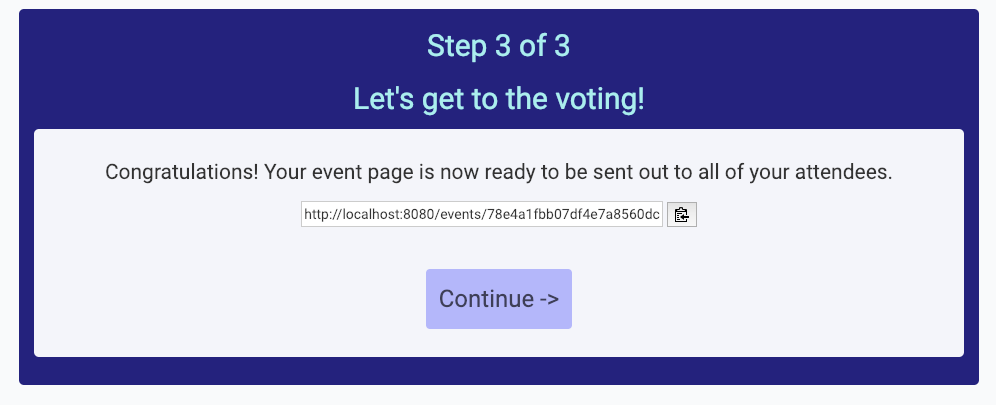 Step 3 of 3
Let's get to the voting!
Congratulations! Your event page is now ready to be sent out to all of your attendees.
http://localhost:8080/events/78e4a1fbb07df4e7a8560dc
Continue ->